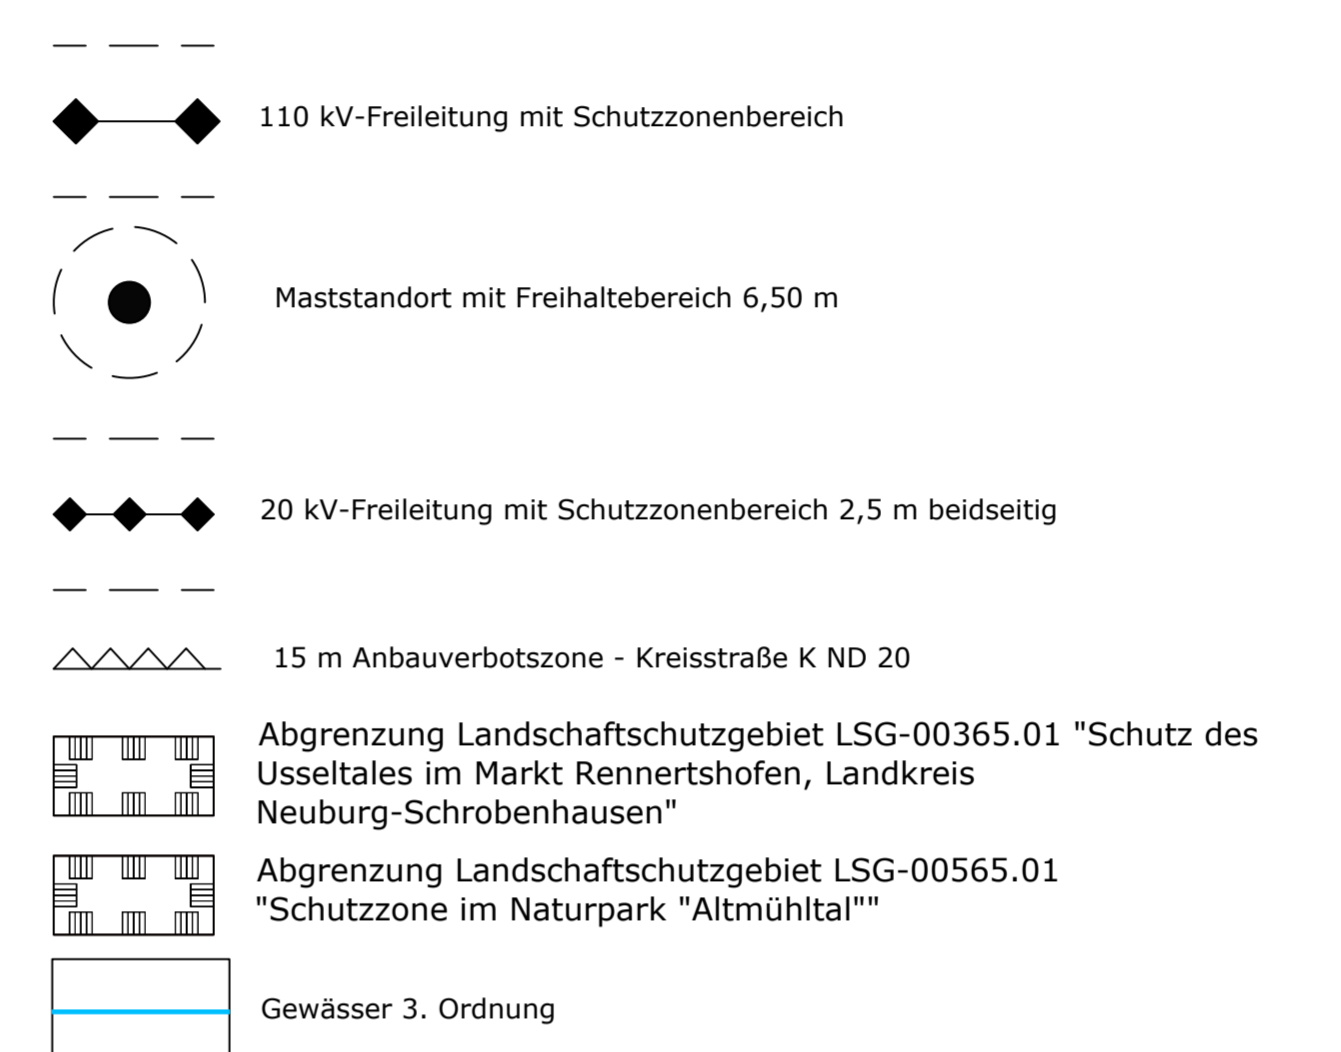 110 kV-Freileitung mit Schutzzonenbereich
Maststandort mit Freihaltebereich 6,50 m
20 kV-Freileitung mit Schutzzonenbereich 2,5 m beidseitig
15 m Anbauverbotszone - Kreisstraße K ND 20
Abgrenzung Landschaftschutzgebiet LSG-00365.01 "Schutz des
Usseltales im Markt Rennertshofen, Landkreis
Neuburg-Schrobenhausen"
Abgrenzung Landschaftschutzgebiet LSG-00565.01
"Schutzzone im Naturpark "Altmühltal""
Gewässer 3. Ordnung